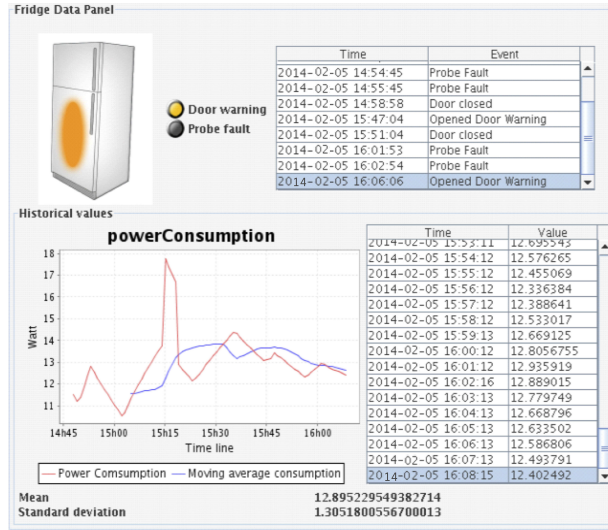 Fridge Data Panel
Time Event
2014-02-05 14:54:45 Probe Fault
2014-02-05 14:55:45 Probe Fault
2014-02-05 14:58:58 Door closed
2014-02-05 15:47:04 Opened Door Warning
2014-02-05 15:51:04 Door closed
2014-02-05 16:01:53 Probe Fault
2014-02-05 16:02:54 Probe Fault
2014-02-05 16:06:06 Opened Door Warning
Door warning
Probe fault
Historical values
powerConsumption
18
17
16
15
14
13
12
11
Watt
14h45 15h00 15h15 15h30 15h45 16h00
Time line
Power Comsumption Moving average consumption
Time Value
2014-02-05 15:53:11 12.695543
2014-02-05 15:54:12 12.576265
2014-02-05 15:55:12 12.455069
2014-02-05 15:56:12 12.336384
2014-02-05 15:57:12 12.388641
2014-02-05 15:58:12 12.533017
2014-02-05 15:59:13 12.669125
2014-02-05 16:00:12 12.8056755
2014-02-05 16:01:12 12.935919
2014-02-05 16:02:16 12.889015
2014-02-05 16:03:13 12.779749
2014-02-05 16:04:13 12.668796
2014-02-05 16:05:13 12.633502
2014-02-05 16:06:13 12.586806
2014-02-05 16:07:13 12.493791
2014-02-05 16:08:15 12.402492
Mean 12.895229549382714
Standard deviation 1.3051800556700013